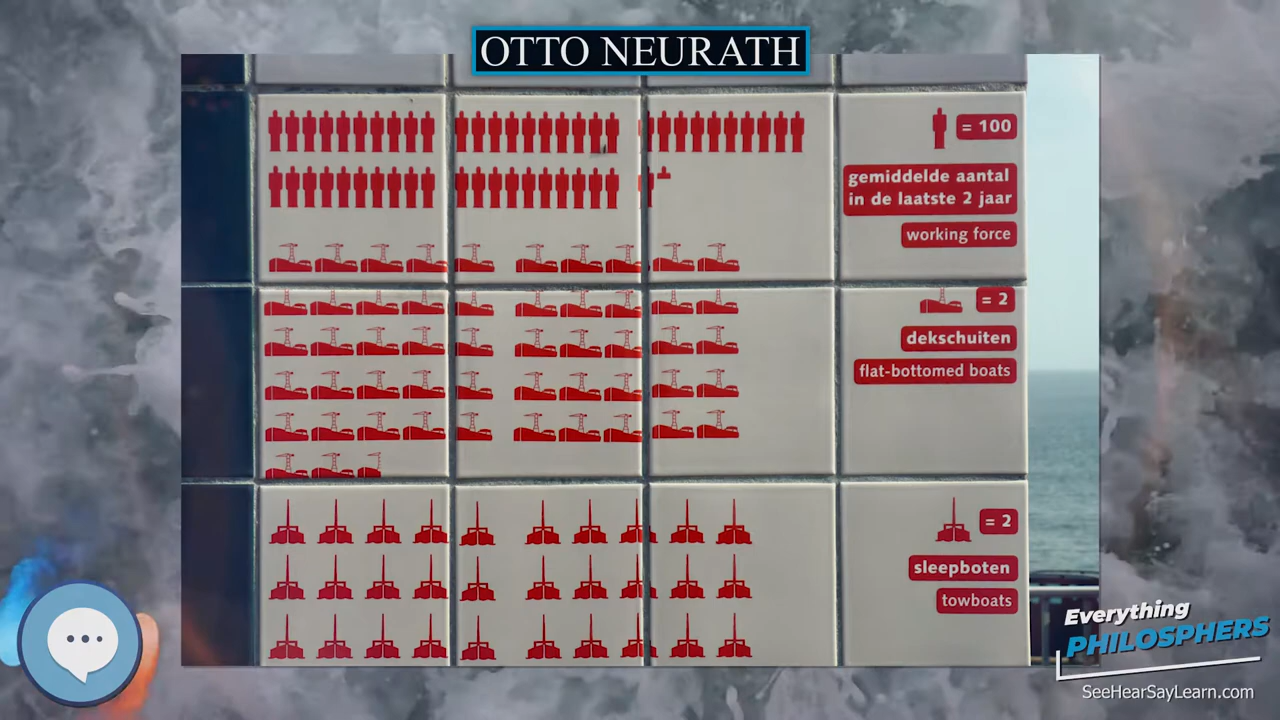 OTTO NEURATH
= 100
gemiddelde aantal
in de laatste 2 jaar
working force
= 2
dekschuiten
flat-bottomed boats
= 2
sleepboten
towboats
Everything
PHILOSPHERS
SeeHearSayLearn.com